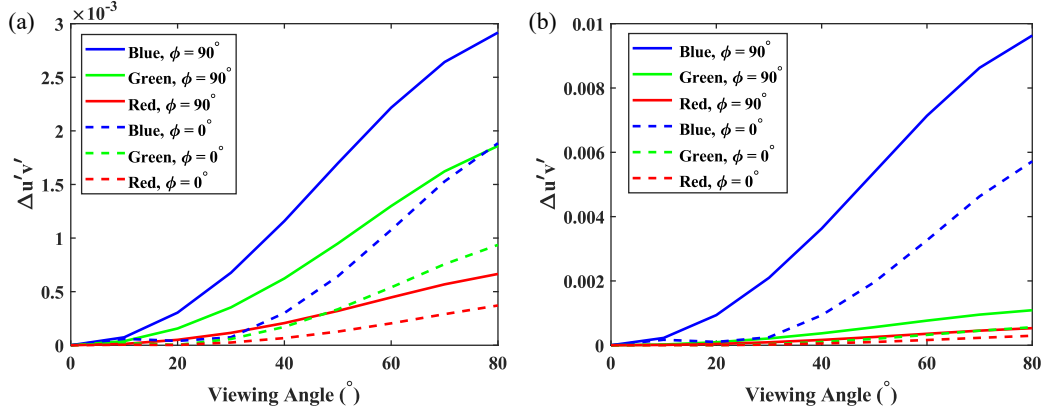 (a)
×10⁻³
3
2.5
2
1.5
1
0.5
0
0
20
40
60
80
Δu′v′
Viewing Angle (°)
Blue, ϕ = 90°
Green, ϕ = 90°
Red, ϕ = 90°
Blue, ϕ = 0°
Green, ϕ = 0°
Red, ϕ = 0°
(b)
0.01
0.008
0.006
0.004
0.002
0
0
20
40
60
80
Δu′v′
Viewing Angle (°)
Blue, ϕ = 90°
Green, ϕ = 90°
Red, ϕ = 90°
Blue, ϕ = 0°
Green, ϕ = 0°
Red, ϕ = 0°